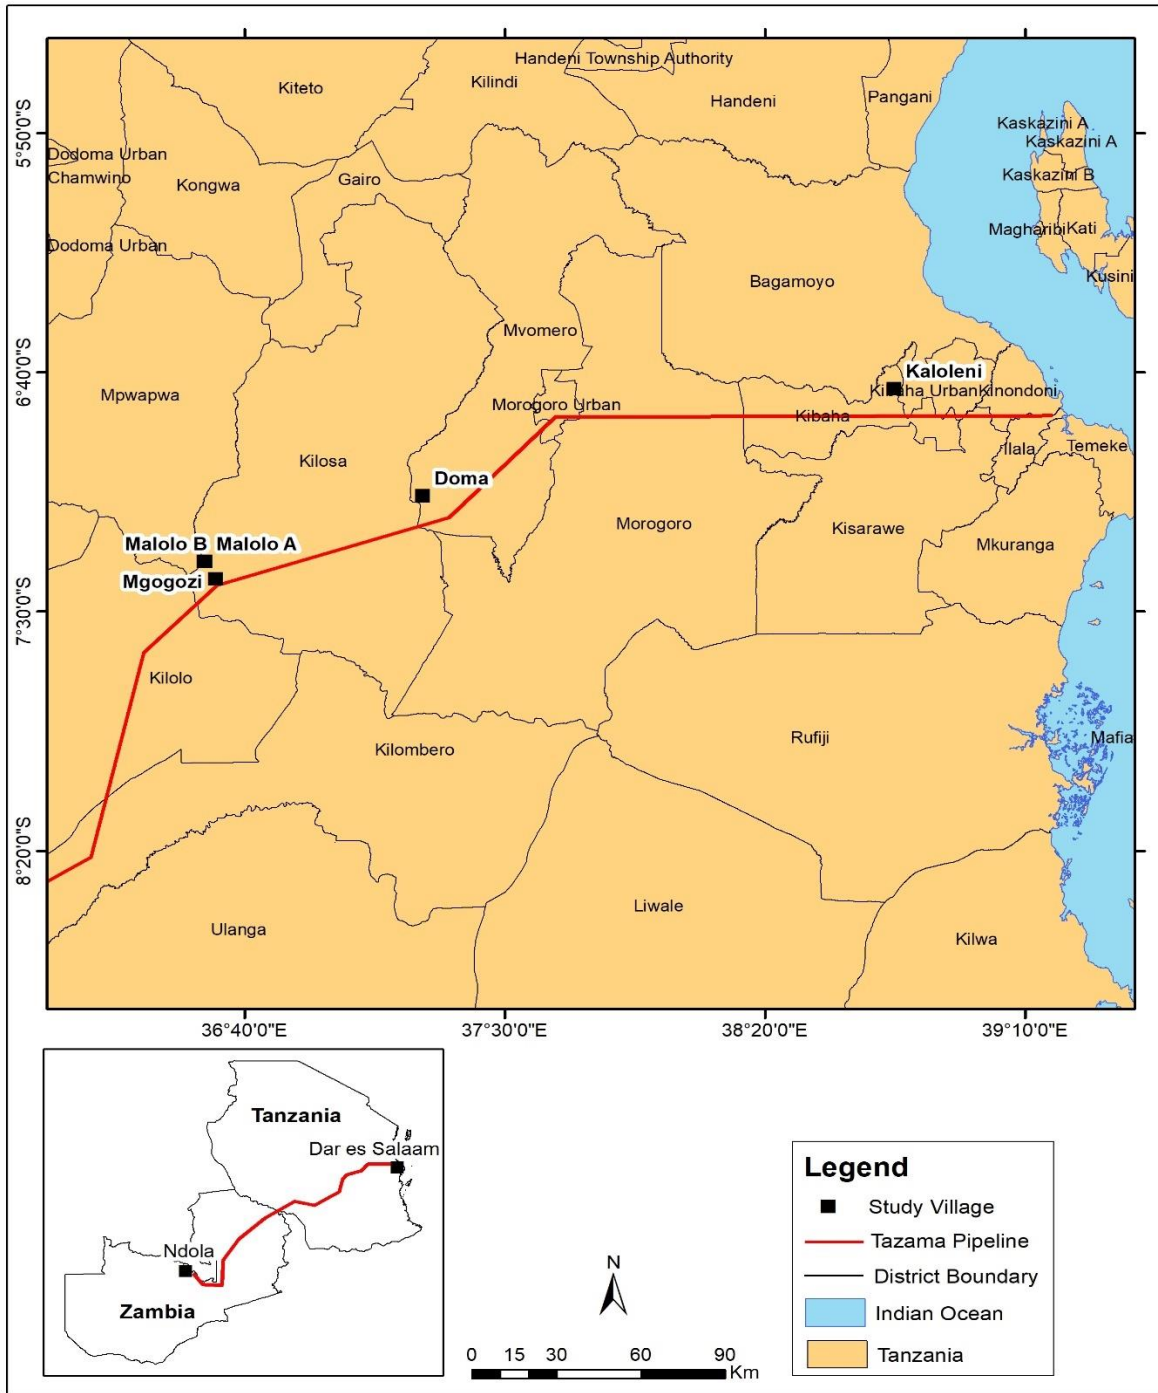 Handeni Township Authority
Kiteto
Kilindi
Handeni
Pangani
5°50'0"S
Kaskazini A
Kaskazini A
Dodoma Urban
Chamwino
Kongwa
Gairo
Kaskazini B
Dodoma Urban
Magharibi
Kati
Bagamoyo
Kusini
Mvomero
6°40'0"S
Kaloleni
Mpwapwa
Kibaha Urban
Kinondoni
Morogoro Urban
Kibaha
Kilosa
Ilala
Temeke
Doma
Morogoro
Kisarawe
Malolo B
Malolo A
Mkuranga
Mgogozi
7°30'0"S
Kilolo
Kilombero
Rufiji
Mafia
8°20'0"S
Ulanga
Liwale
Kilwa
36°40'0"E
37°30'0"E
38°20'0"E
39°10'0"E
Tanzania
Dar es Salaam
Ndola
Zambia
N
0 15 30 60 90
Km
Legend
Study Village
Tazama Pipeline
District Boundary
Indian Ocean
Tanzania